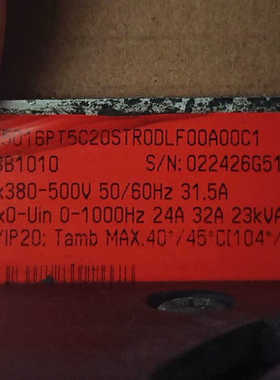 5016PT5C20STR0DLF00A00C1
3B1010 S/N: 022426G51
x380-500V 50/60Hz 31.5A
x0-Uin 0-1000Hz 24A 32A 23kVA
/IP20; Tamb MAX.40°/45°C(104°/